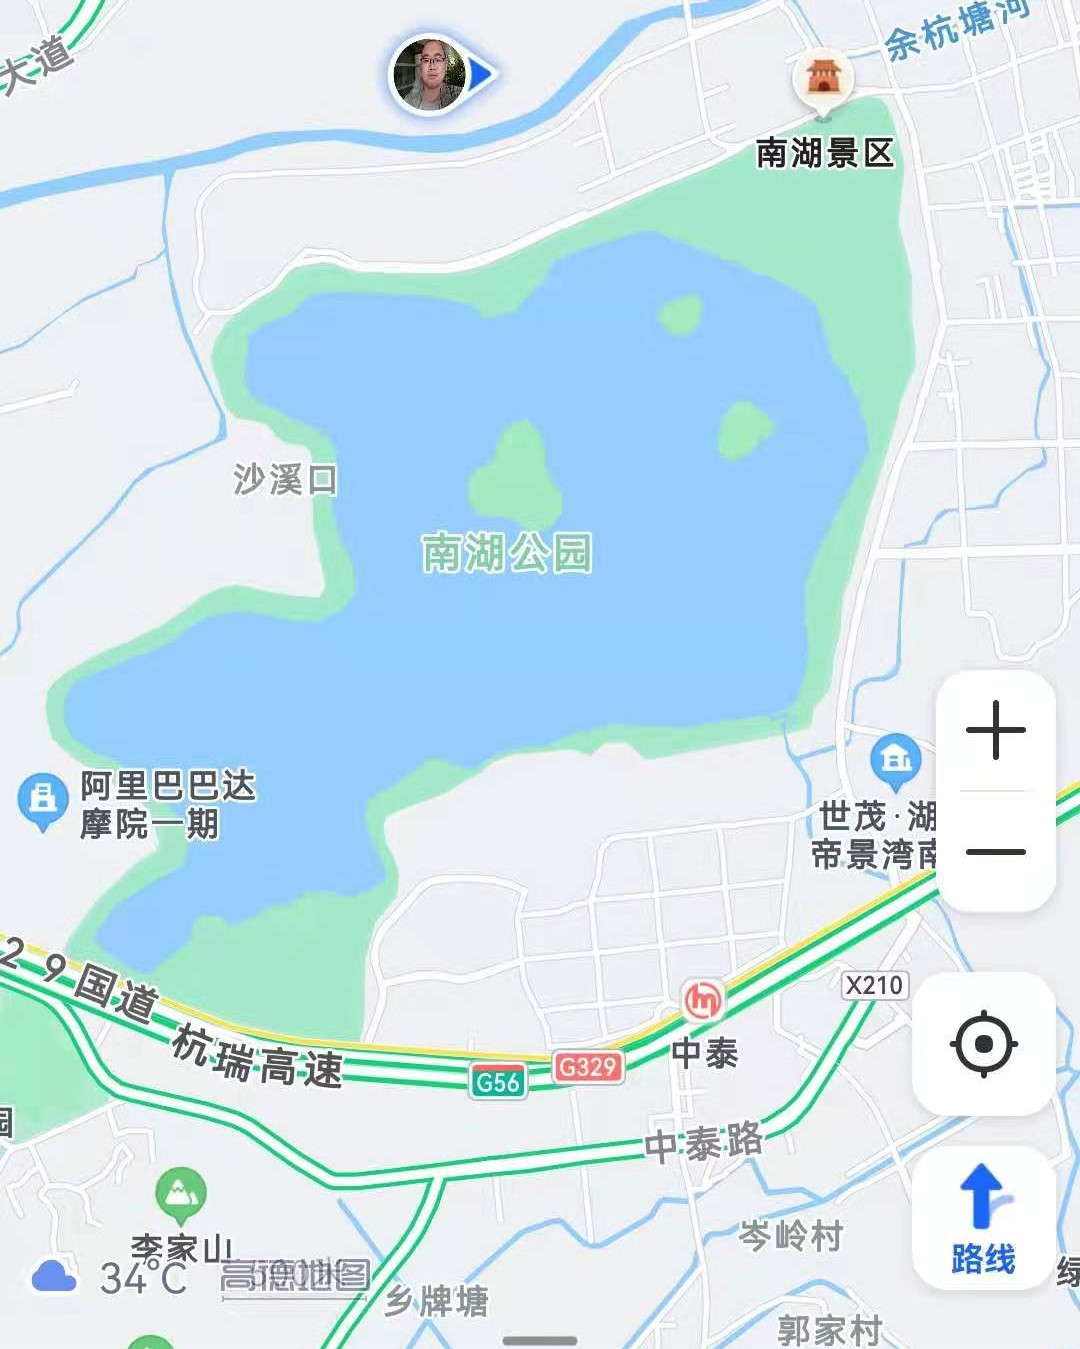 大道
余杭塘河
南湖景区
沙溪口
南湖公园
阿里巴巴达
摩院一期
世茂·湖
帝景湾南
29国道
杭瑞高速
X210
中泰
G329
G56
园
中泰路
李家山
岑岭村
路线
34°C
高德地图
绿
乡牌塘
郭家村